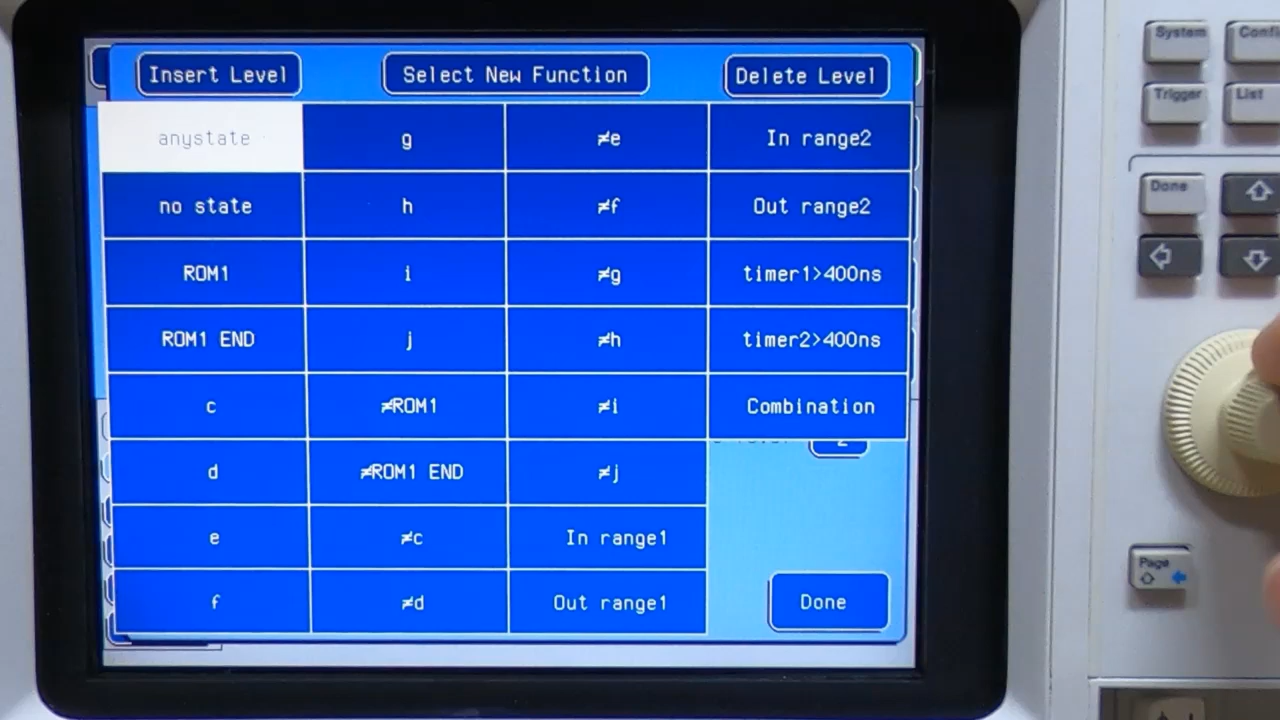 Insert Level Select New Function Delete Level
anystate g ≠e In range2
no state h ≠f Out range2
ROM1 i ≠g timer1>400ns
ROM1 END j ≠h timer2>400ns
c ≠ROM1 ≠i Combination
d ≠ROM1 END ≠j
e ≠c In range1
f ≠d Out range1
Done
System
Trigger List
Done
Page